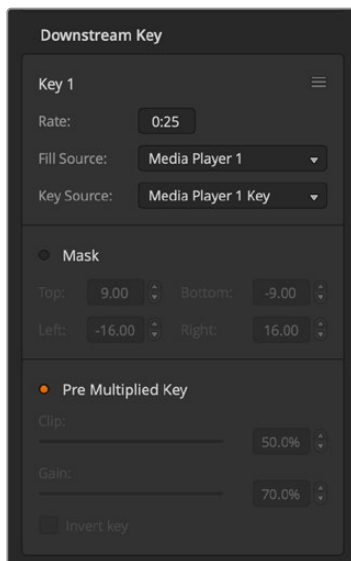 Downstream Key
Key 1
Rate: 0:25
Fill Source: Media Player 1
Key Source: Media Player 1 Key
Mask
Top: 9.00 Bottom: -9.00
Left: -16.00 Right: 16.00
Pre Multiplied Key
Clip:
50.0%
Gain:
70.0%
Invert key